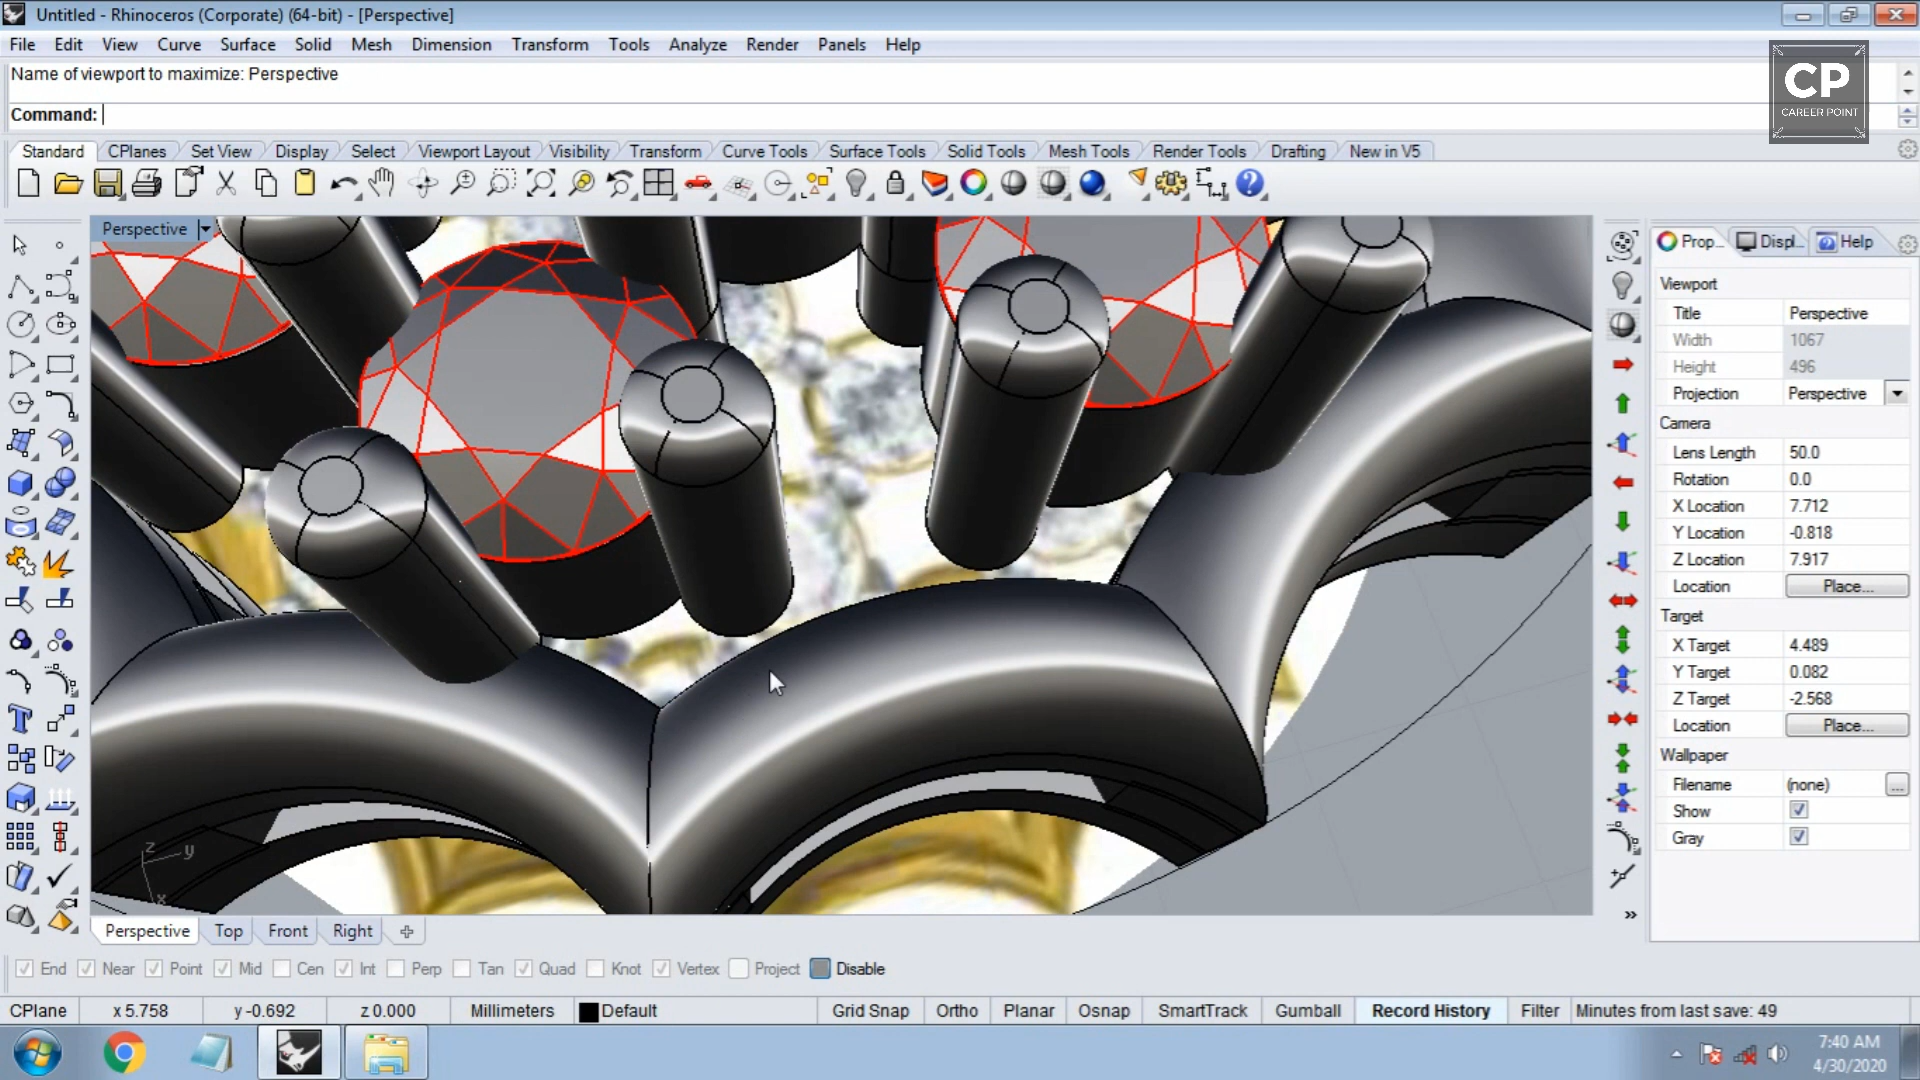 Untitled - Rhinoceros (Corporate) (64-bit) - [Perspective]
File Edit View Curve Surface Solid Mesh Dimension Transform Tools Analyze Render Panels Help
Name of viewport to maximize: Perspective
Command:
CP
CAREER POINT
Standard CPlanes Set View Display Select Viewport Layout Visibility Transform Curve Tools Surface Tools Solid Tools Mesh Tools Render Tools Drafting New in V5
Perspective
Prop... Displ... Help
Viewport
Title Perspective
Width 1067
Height 496
Projection Perspective
Camera
Lens Length 50.0
Rotation 0.0
X Location 7.712
Y Location -0.818
Z Location 7.917
Location Place...
Target
X Target 4.489
Y Target 0.082
Z Target -2.568
Location Place...
Wallpaper
Filename (none) ...
Show
Gray
z
y
x
Perspective Top Front Right
End Near Point Mid Cen Int Perp Tan Quad Knot Vertex Project Disable
CPlane x 5.758 y -0.692 z 0.000 Millimeters Default Grid Snap Ortho Planar Osnap SmartTrack Gumball Record History Filter Minutes from last save: 49
7:40 AM
4/30/2020